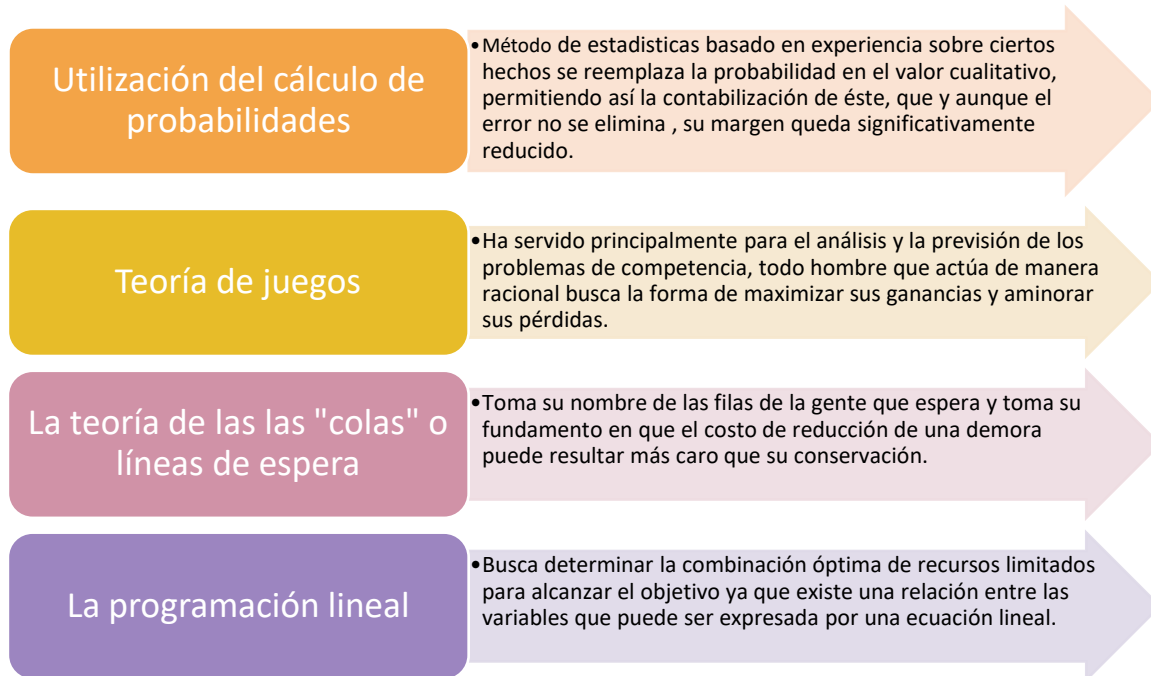 Utilización del cálculo de
probabilidades
•Método de estadisticas basado en experiencia sobre ciertos
hechos se reemplaza la probabilidad en el valor cualitativo,
permitiendo así la contabilización de éste, que y aunque el
error no se elimina , su margen queda significativamente
reducido.
Teoría de juegos
•Ha servido principalmente para el análisis y la previsión de los
problemas de competencia, todo hombre que actúa de manera
racional busca la forma de maximizar sus ganancias y aminorar
sus pérdidas.
La teoría de las las "colas" o
líneas de espera
•Toma su nombre de las filas de la gente que espera y toma su
fundamento en que el costo de reducción de una demora
puede resultar más caro que su conservación.
La programación lineal
•Busca determinar la combinación óptima de recursos limitados
para alcanzar el objetivo ya que existe una relación entre las
variables que puede ser expresada por una ecuación lineal.